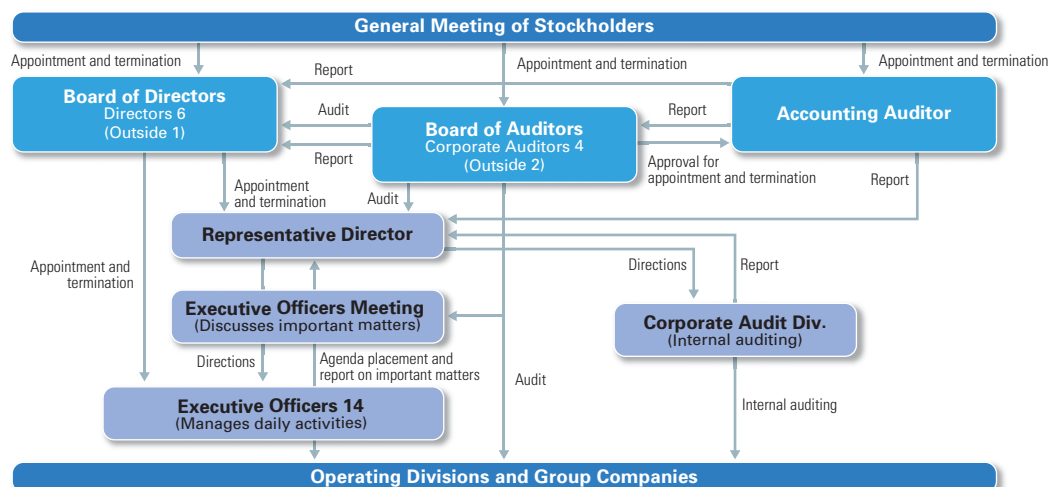 General Meeting of Stockholders
Appointment and termination
Appointment and termination
Appointment and termination
Report
Board of Directors
Directors 6
(Outside 1)
Audit
Report
Board of Auditors
Corporate Auditors 4
(Outside 2)
Report
Accounting Auditor
Approval for
appointment and termination
Report
Appointment
and termination
Audit
Representative Director
Appointment and
termination
Directions
Report
Executive Officers Meeting
(Discusses important matters)
Corporate Audit Div.
(Internal auditing)
Directions
Agenda placement and
report on important matters
Audit
Internal auditing
Executive Officers 14
(Manages daily activities)
Operating Divisions and Group Companies